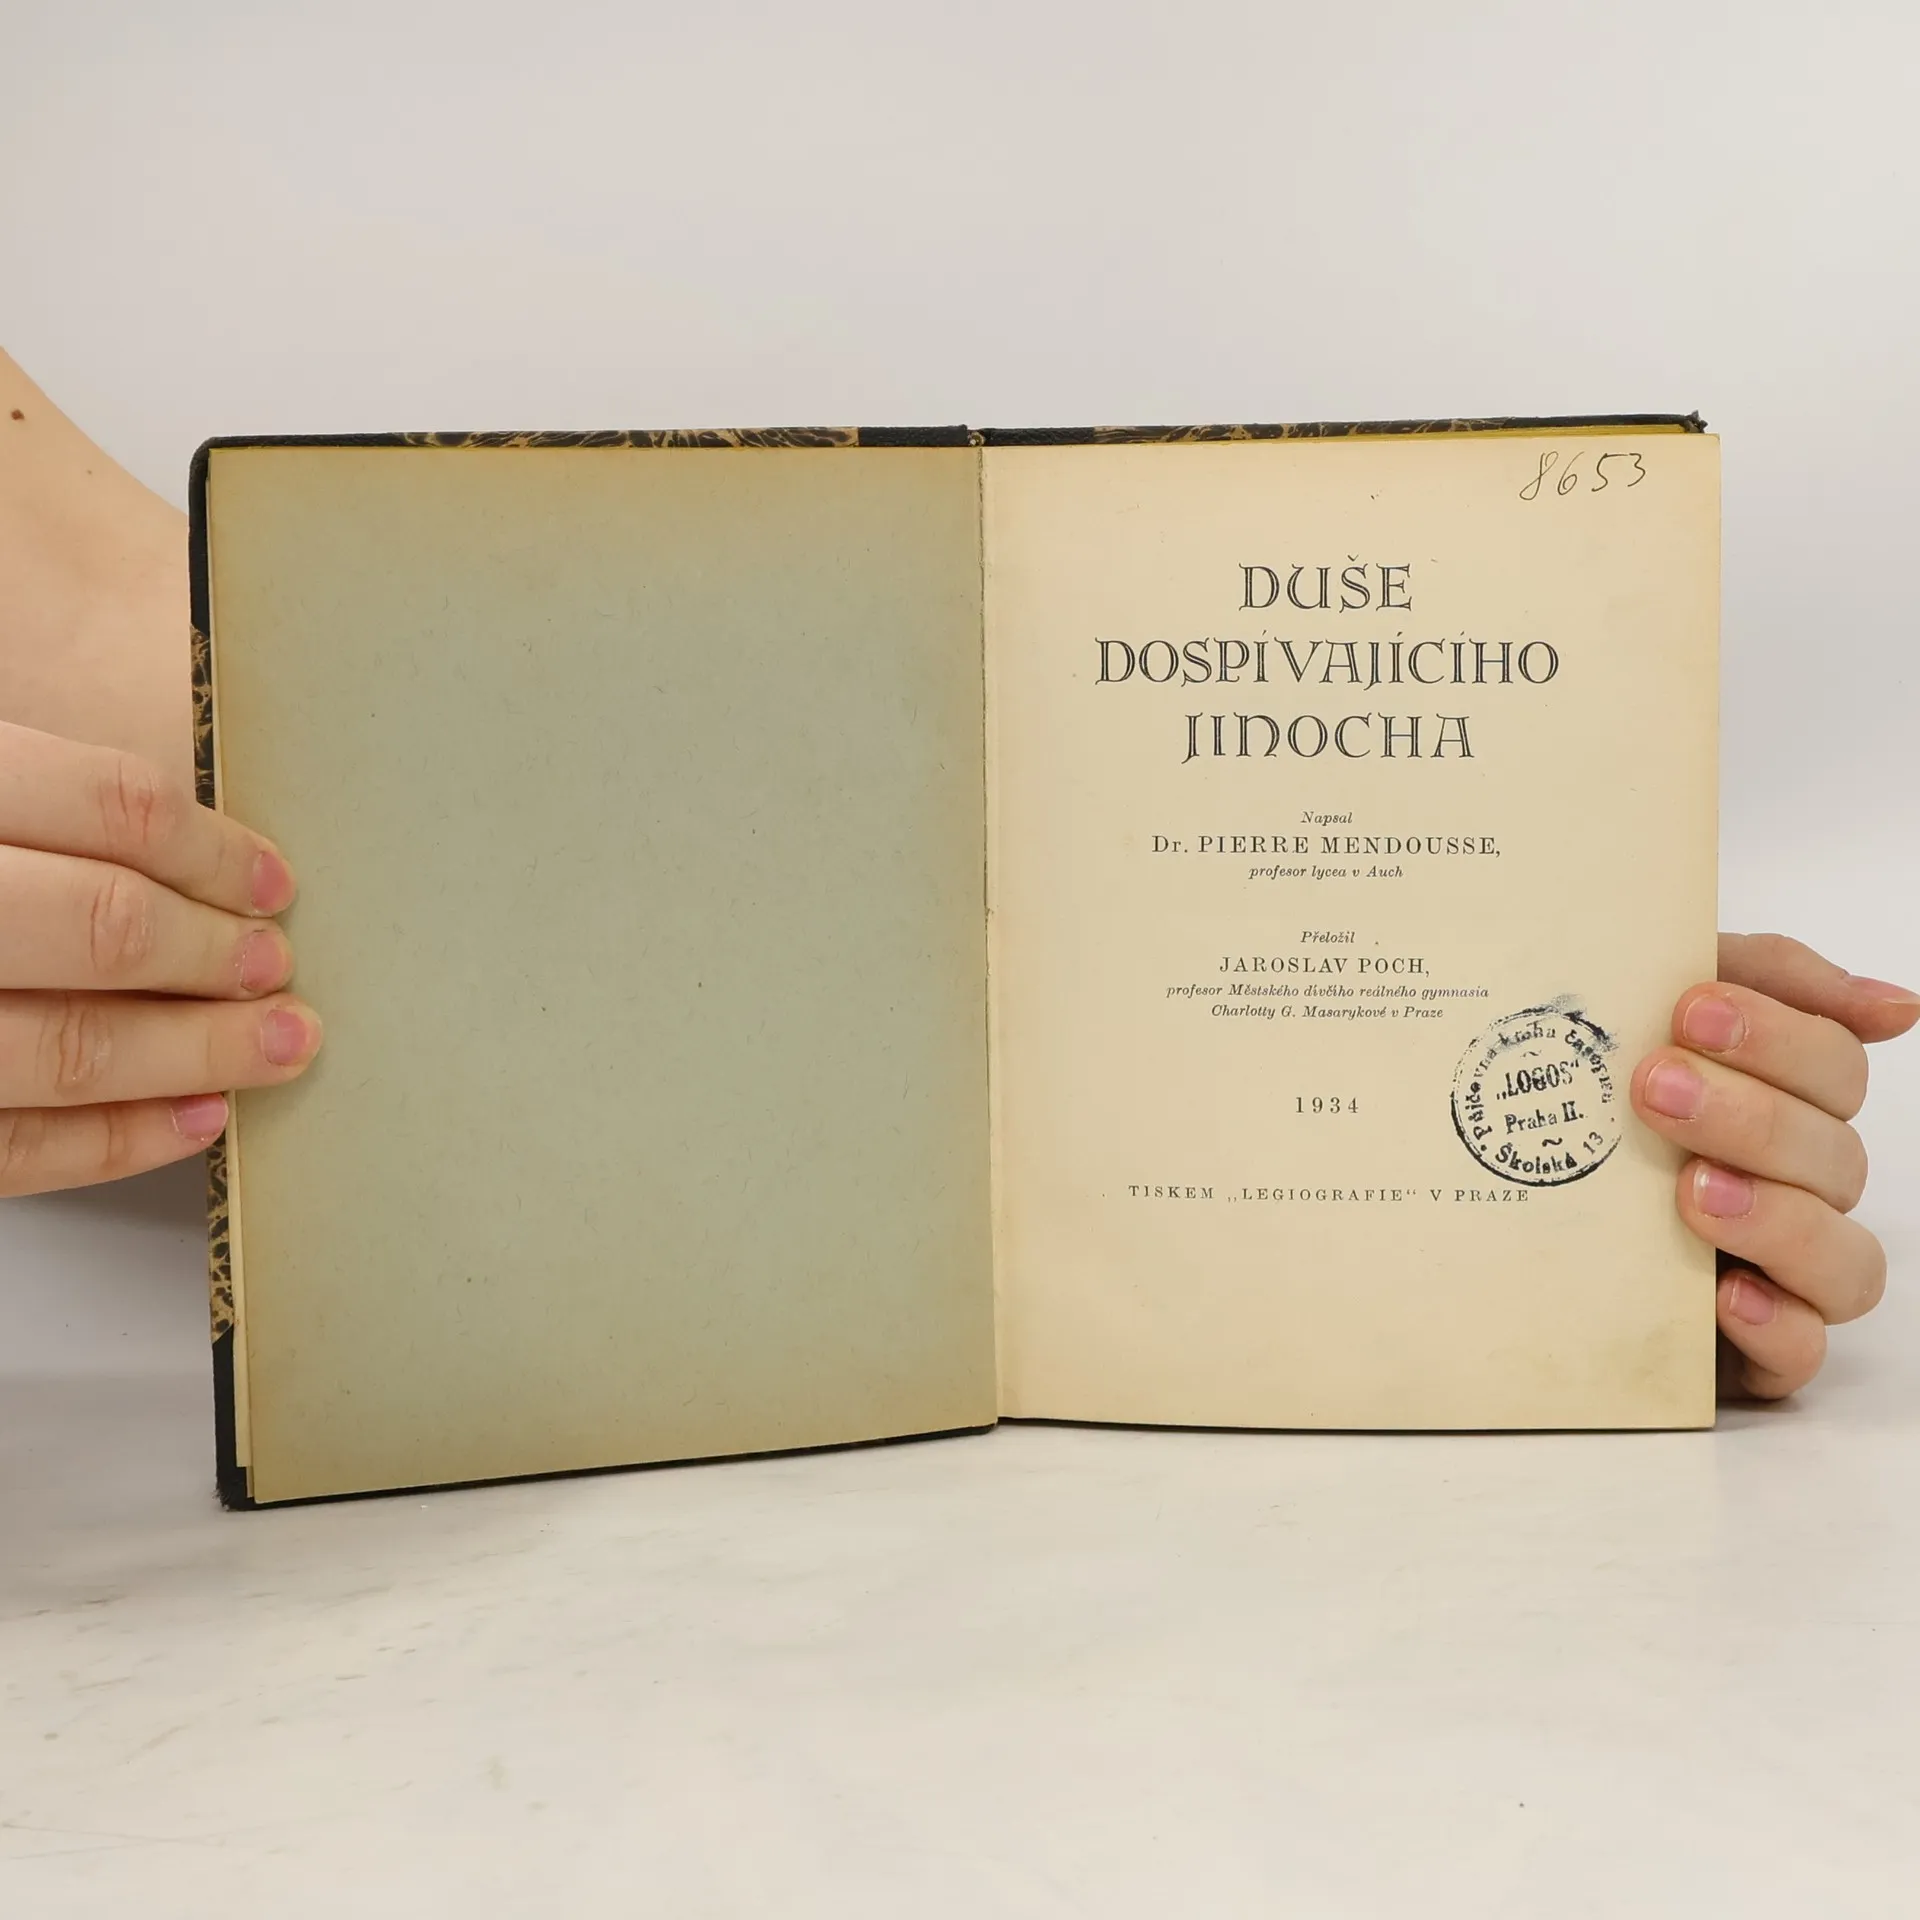 8653
DUŠE
DOSPÍVAJÍCÍHO
JINOCHA
Napsal
Dr. PIERRE MENDOUSSE,
profesor lycea v Auch
Přeložil
JAROSLAV POCH,
profesor Městského dívčího reálného gymnasia
Charlotty G. Masarykové v Praze
1934
kniha
„LOGOS“
Praha II.
~
Školská 13
TISKEM „LEGIOGRAFIE“ V PRAZE